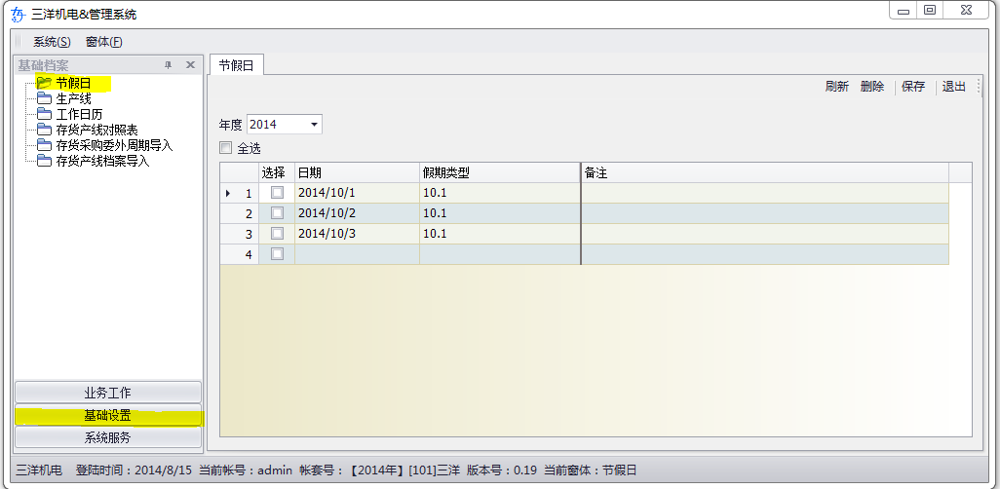 三洋机电&管理系统
系统(S) 窗体(F)
基础档案
节假日
生产线
工作日历
存货产线对照表
存货采购委外周期导入
存货产线档案导入
业务工作
基础设置
系统服务
节假日
刷新 删除 保存 退出
年度 2014
全选
选择 日期 假期类型 备注
1 2014/10/1 10.1
2 2014/10/2 10.1
3 2014/10/3 10.1
4
三洋机电 登陆时间：2014/8/15 当前帐号：admin 帐套号：【2014年】[101]三洋 版本号：0.19 当前窗体：节假日